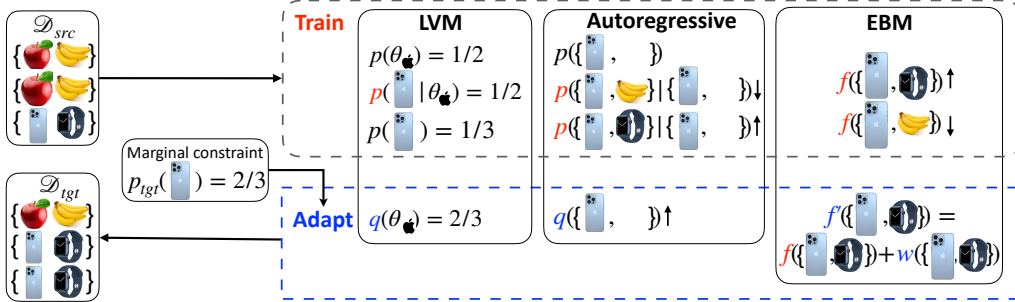 𝒟src
{ }
{ }
{ }
Marginal constraint
ptgt( ) = 2/3
𝒟tgt
{ }
{ }
{ }
Train
LVM
p(θ ) = 1/2
p( |θ ) = 1/2
p( ) = 1/3
Autoregressive
p({ , })
p({ , }|{ , })↓
p({ , }|{ , })↑
EBM
f({ , })↑
f({ , })↓
Adapt
q(θ ) = 2/3
q({ , })↑
f′({ , }) =
f({ , })+w({ , })